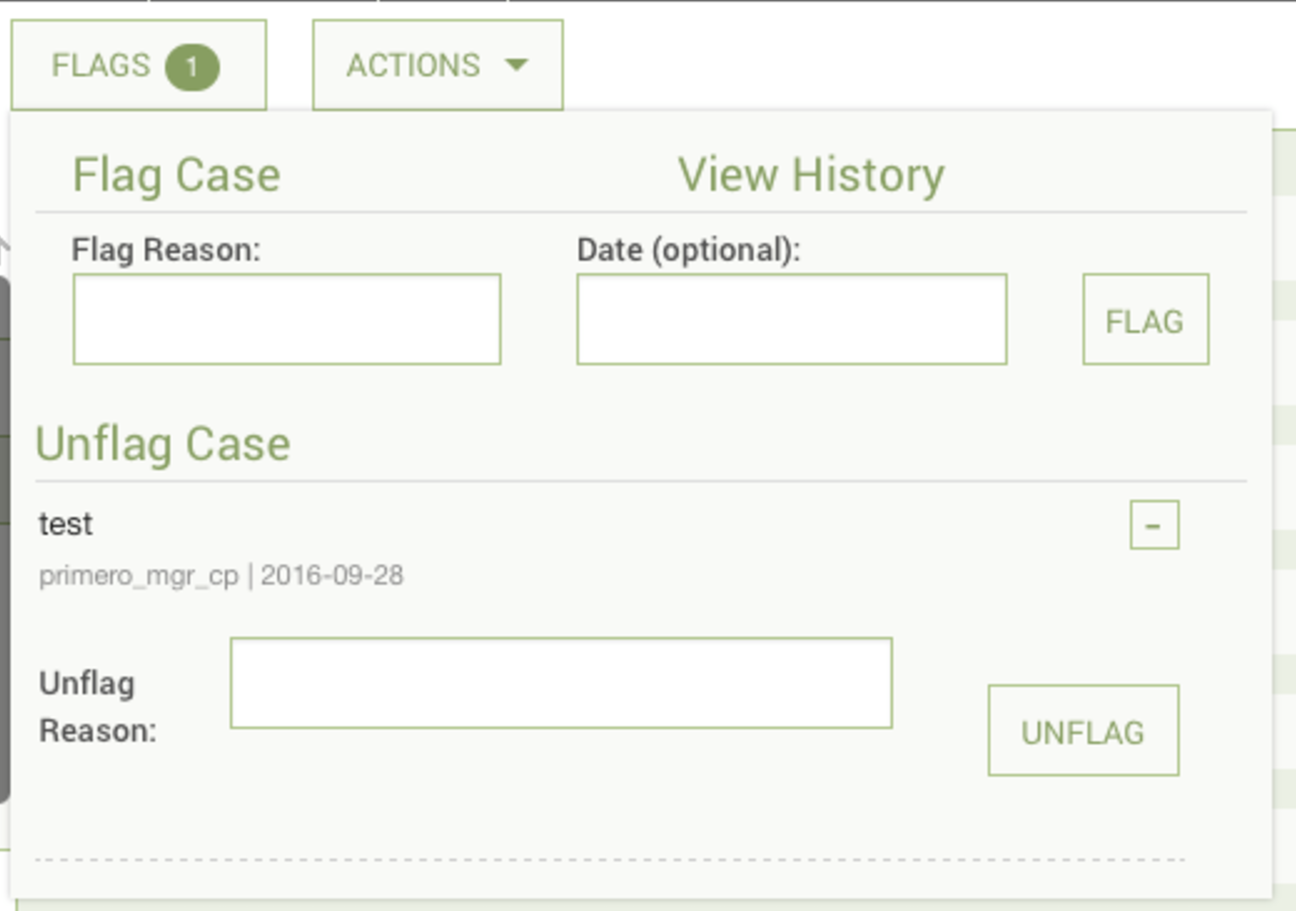 FLAGS 1 ACTIONS
Flag Case View History
Flag Reason: Date (optional):
FLAG
Unflag Case
test
-
primero_mgr_cp | 2016-09-28
Unflag
Reason:
UNFLAG